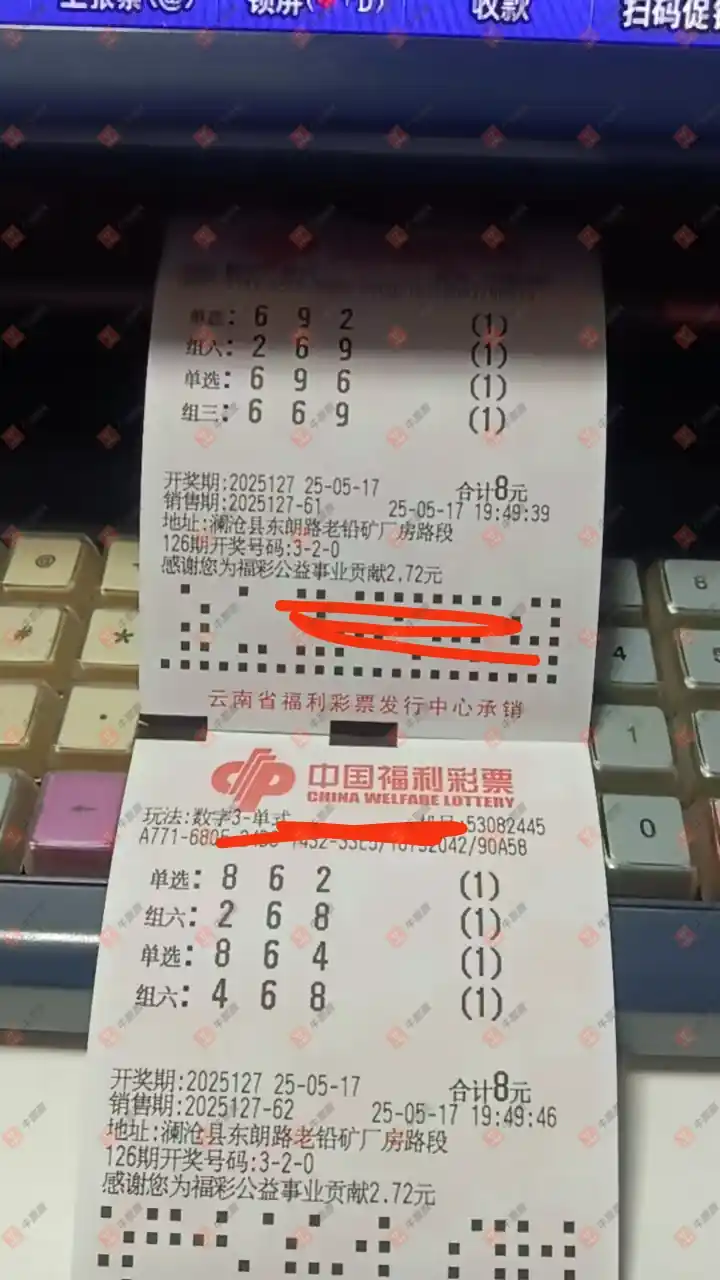 收款
单选: 6 9 2 (1)
组六: 2 6 9 (1)
单选: 6 9 6 (1)
组三: 6 6 9 (1)
开奖期:2025127 25-05-17 合计8元
销售期:2025127-61 25-05-17 19:49:39
地址:澜沧县东朗路老铅矿厂房路段
126期开奖号码:3-2-0
感谢您为福彩公益事业贡献2.72元
云南省福利彩票发行中心承销
中国福利彩票
CHINA WELFARE LOTTERY
玩法:数字3-单式 53082445
/90A58
单选: 8 6 2 (1)
组六: 2 6 8 (1)
单选: 8 6 4 (1)
组六: 4 6 8 (1)
开奖期:2025127 25-05-17 合计8元
销售期:2025127-62 25-05-17 19:49:46
地址:澜沧县东朗路老铅矿厂房路段
126期开奖号码:3-2-0
感谢您为福彩公益事业贡献2.72元